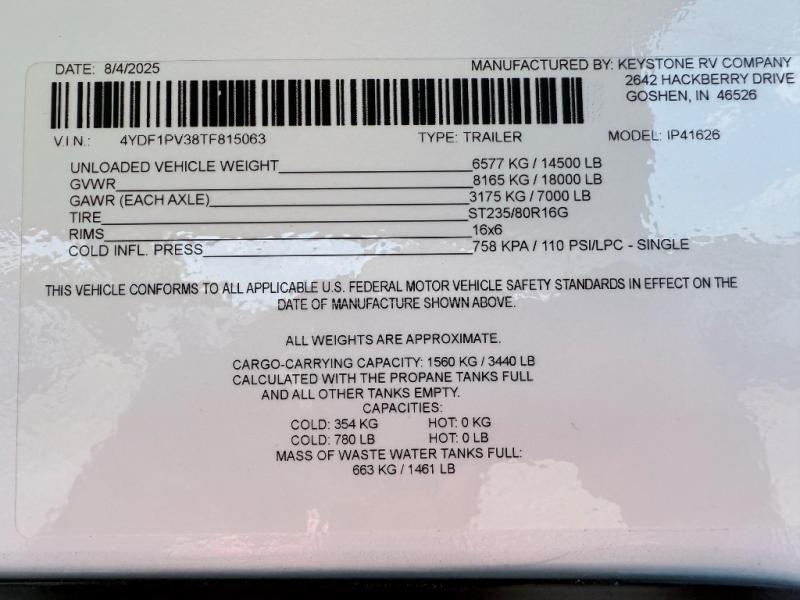 DATE: 8/4/2025 MANUFACTURED BY: KEYSTONE RV COMPANY
2642 HACKBERRY DRIVE
GOSHEN, IN 46526
V.I.N.: 4YDF1PV38TF815063 TYPE: TRAILER MODEL: IP41626
UNLOADED VEHICLE WEIGHT 6577 KG / 14500 LB
GVWR 8165 KG / 18000 LB
GAWR (EACH AXLE) 3175 KG / 7000 LB
TIRE ST235/80R16G
RIMS 16x6
COLD INFL. PRESS 758 KPA / 110 PSI/LPC - SINGLE
THIS VEHICLE CONFORMS TO ALL APPLICABLE U.S. FEDERAL MOTOR VEHICLE SAFETY STANDARDS IN EFFECT ON THE
DATE OF MANUFACTURE SHOWN ABOVE.
ALL WEIGHTS ARE APPROXIMATE.
CARGO-CARRYING CAPACITY: 1560 KG / 3440 LB
CALCULATED WITH THE PROPANE TANKS FULL
AND ALL OTHER TANKS EMPTY.
CAPACITIES:
COLD: 354 KG HOT: 0 KG
COLD: 780 LB HOT: 0 LB
MASS OF WASTE WATER TANKS FULL:
663 KG / 1461 LB